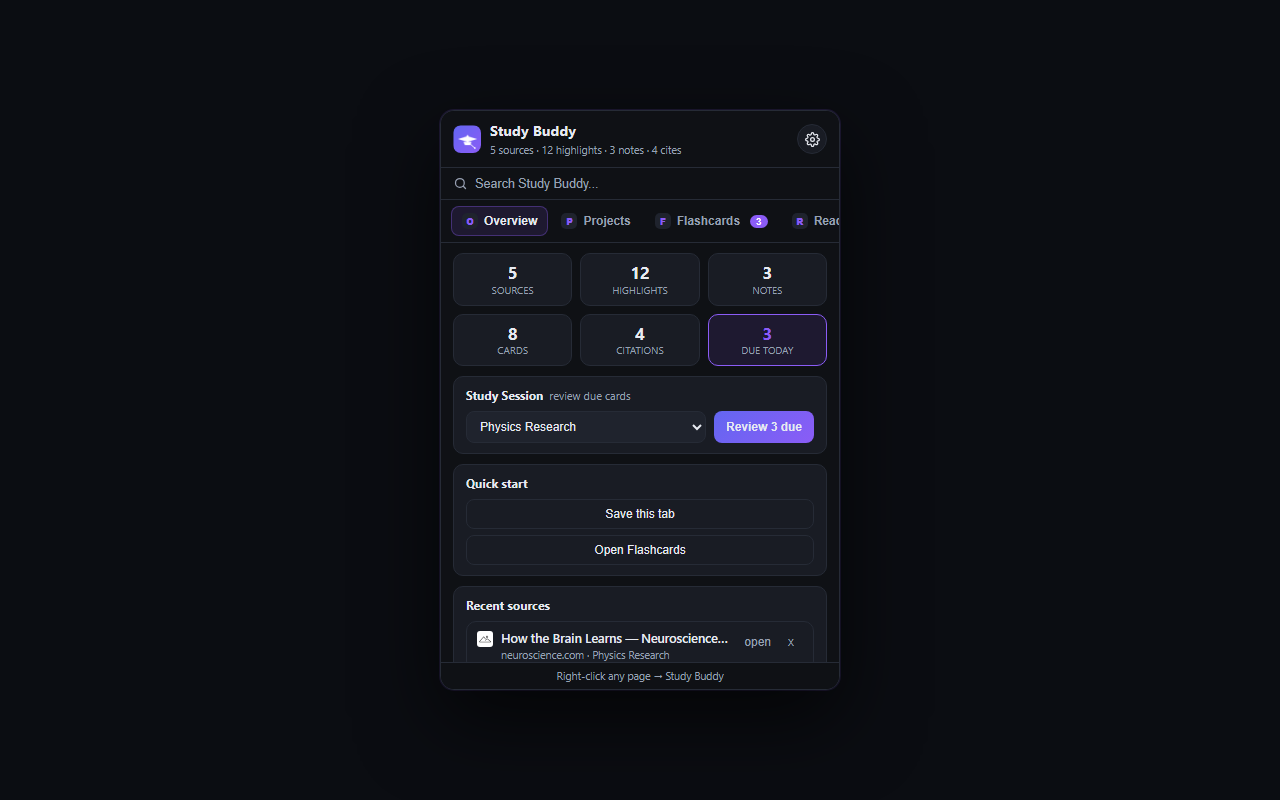 Study Buddy
5 sources · 12 highlights · 3 notes · 4 cites
Search Study Buddy...
O Overview P Projects F Flashcards 3 R Reac
5 12 3
SOURCES HIGHLIGHTS NOTES
8 4 3
CARDS CITATIONS DUE TODAY
Study Session review due cards
Physics Research Review 3 due
Quick start
Save this tab
Open Flashcards
Recent sources
How the Brain Learns — Neuroscience... open x
neuroscience.com · Physics Research
Right-click any page → Study Buddy